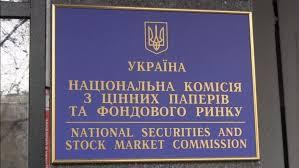 УКРАЇНА
НАЦІОНАЛЬНА КОМІСІЯ
З ЦІННИХ ПАПЕРІВ
ТА ФОНДОВОГО РИНКУ
NATIONAL SECURITIES AND
STOCK MARKET COMMISSION